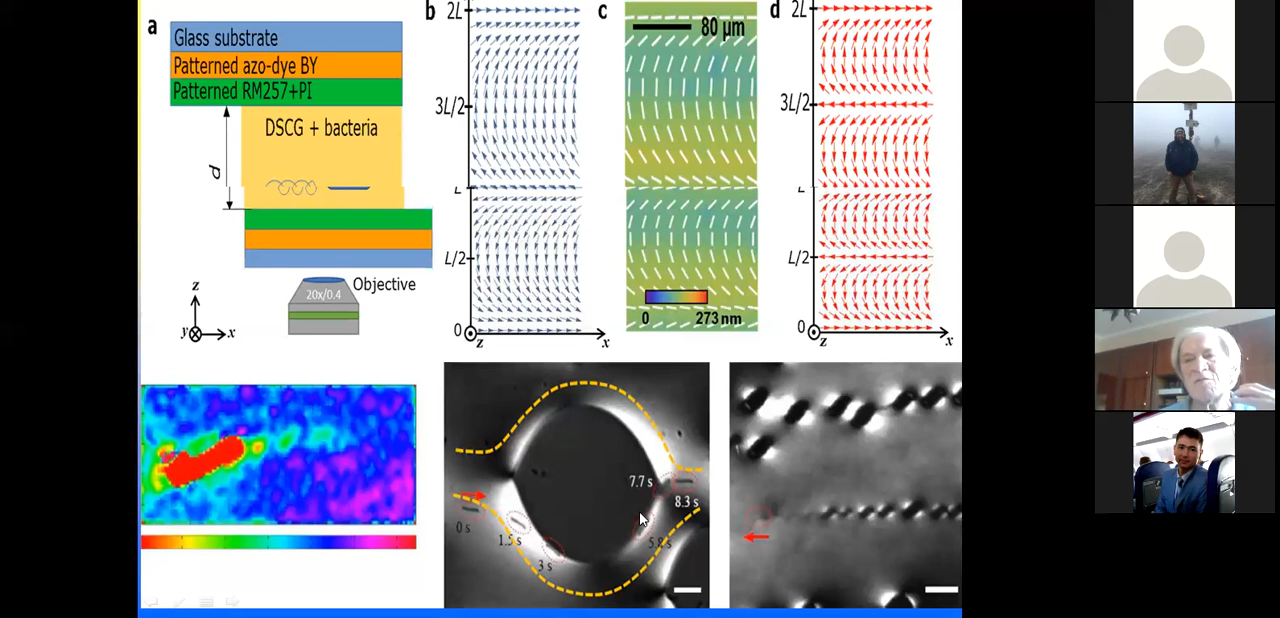 a
Glass substrate
Patterned azo-dye BY
Patterned RM257+PI
DSCG + bacteria
d
Objective
20x/0.4
z
y
x
b
2L
3L/2
L
L/2
0
z
x
c
80 μm
0
273 nm
d
2L
3L/2
L/2
0
z
x
0 s
1.5 s
3 s
5.8 s
7.7 s
8.3 s